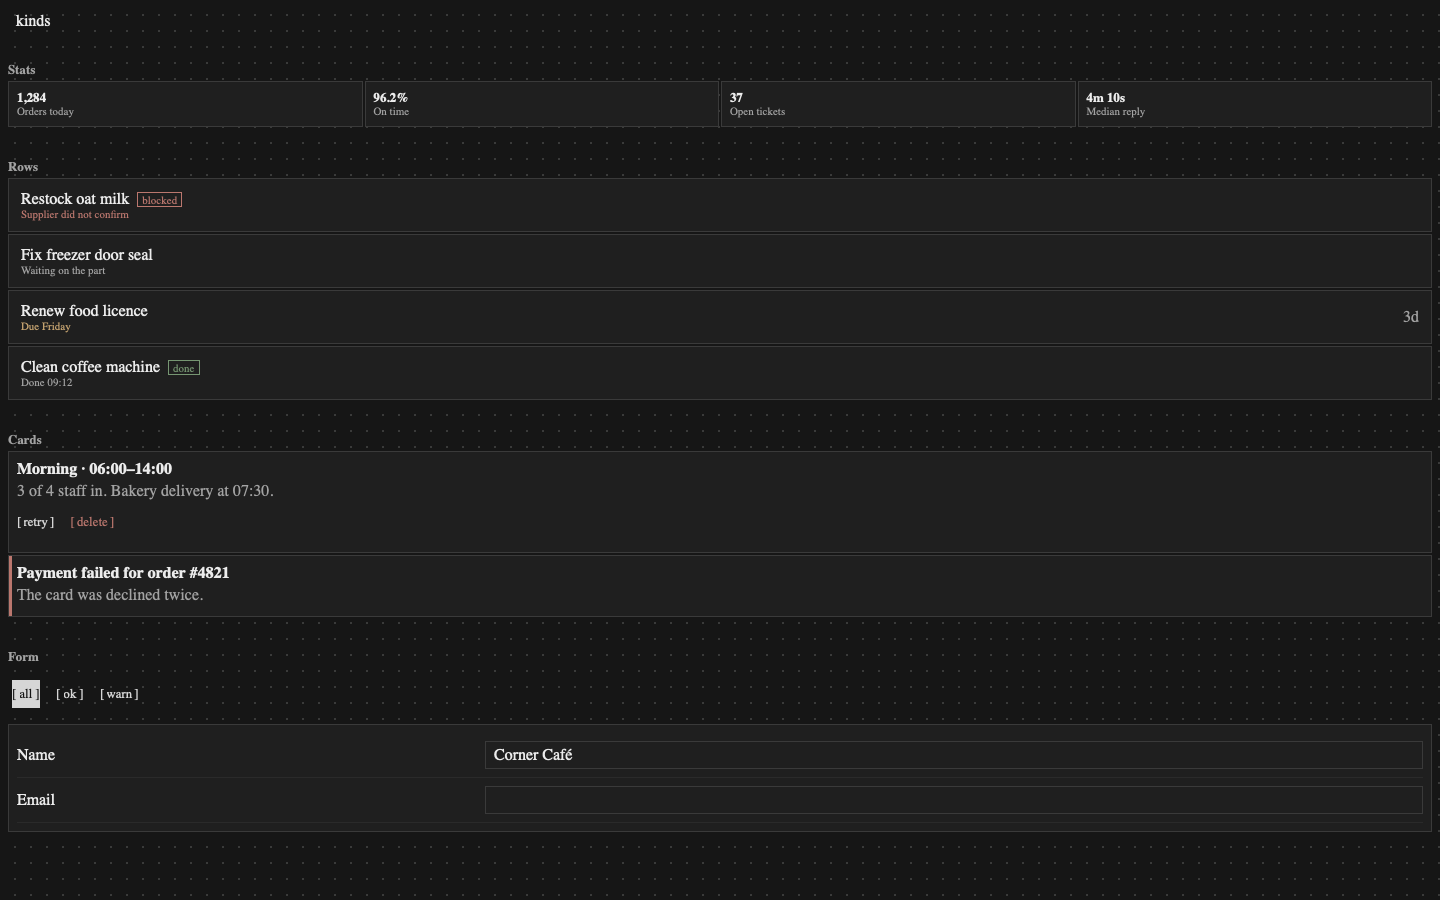 kinds
Stats
1,284
Orders today
96.2%
On time
37
Open tickets
4m 10s
Median reply
Rows
Restock oat milk blocked
Supplier did not confirm
Fix freezer door seal
Waiting on the part
Renew food licence
Due Friday
3d
Clean coffee machine done
Done 09:12
Cards
Morning · 06:00–14:00
3 of 4 staff in. Bakery delivery at 07:30.
[ retry ] [ delete ]
Payment failed for order #4821
The card was declined twice.
Form
[ all ] [ ok ] [ warn ]
Name Corner Café
Email